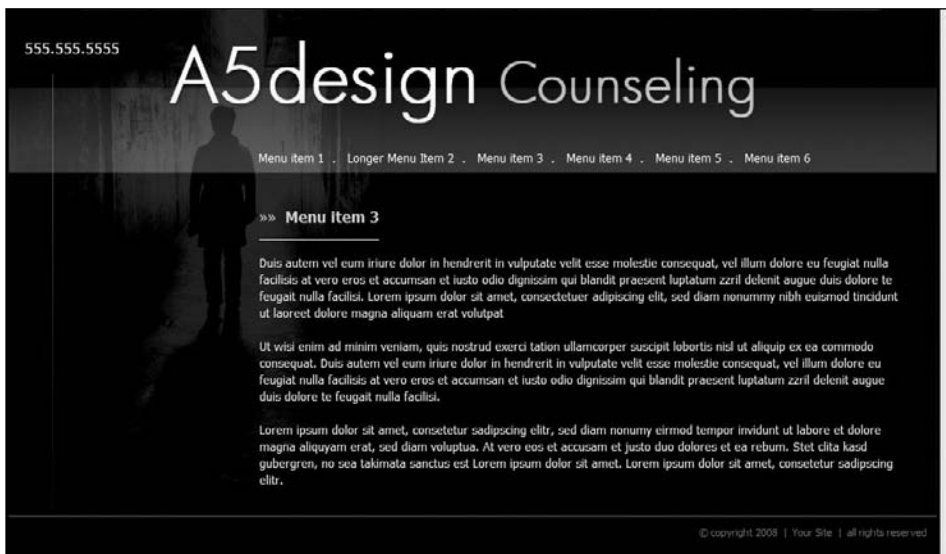 555.555.5555
A5design Counseling
Menu item 1 . Longer Menu Item 2 . Menu item 3 . Menu item 4 . Menu item 5 . Menu item 6
»» Menu item 3
Duis autem vel eum iriure dolor in hendrerit in vulputate velit esse molestie consequat, vel illum dolore eu feugiat nulla
facilisis at vero eros et accumsan et iusto odio dignissim qui blandit praesent luptatum zzril delenit augue duis dolore te
feugait nulla facilisi. Lorem ipsum dolor sit amet, consectetuer adipiscing elit, sed diam nonummy nibh euismod tincidunt
ut laoreet dolore magna aliquam erat volutpat
Ut wisi enim ad minim veniam, quis nostrud exerci tation ullamcorper suscipit lobortis nisl ut aliquip ex ea commodo
consequat. Duis autem vel eum iriure dolor in hendrerit in vulputate velit esse molestie consequat, vel illum dolore eu
feugiat nulla facilisis at vero eros et accumsan et iusto odio dignissim qui blandit praesent luptatum zzril delenit augue
duis dolore te feugait nulla facilisi.
Lorem ipsum dolor sit amet, consetetur sadipscing elitr, sed diam nonumy eirmod tempor invidunt ut labore et dolore
magna aliquyam erat, sed diam voluptua. At vero eos et accusam et justo duo dolores et ea rebum. Stet clita kasd
gubergren, no sea takimata sanctus est Lorem ipsum dolor sit amet. Lorem ipsum dolor sit amet, consetetur sadipscing
elitr.
© copyright 2008 | Your Site | all rights reserved